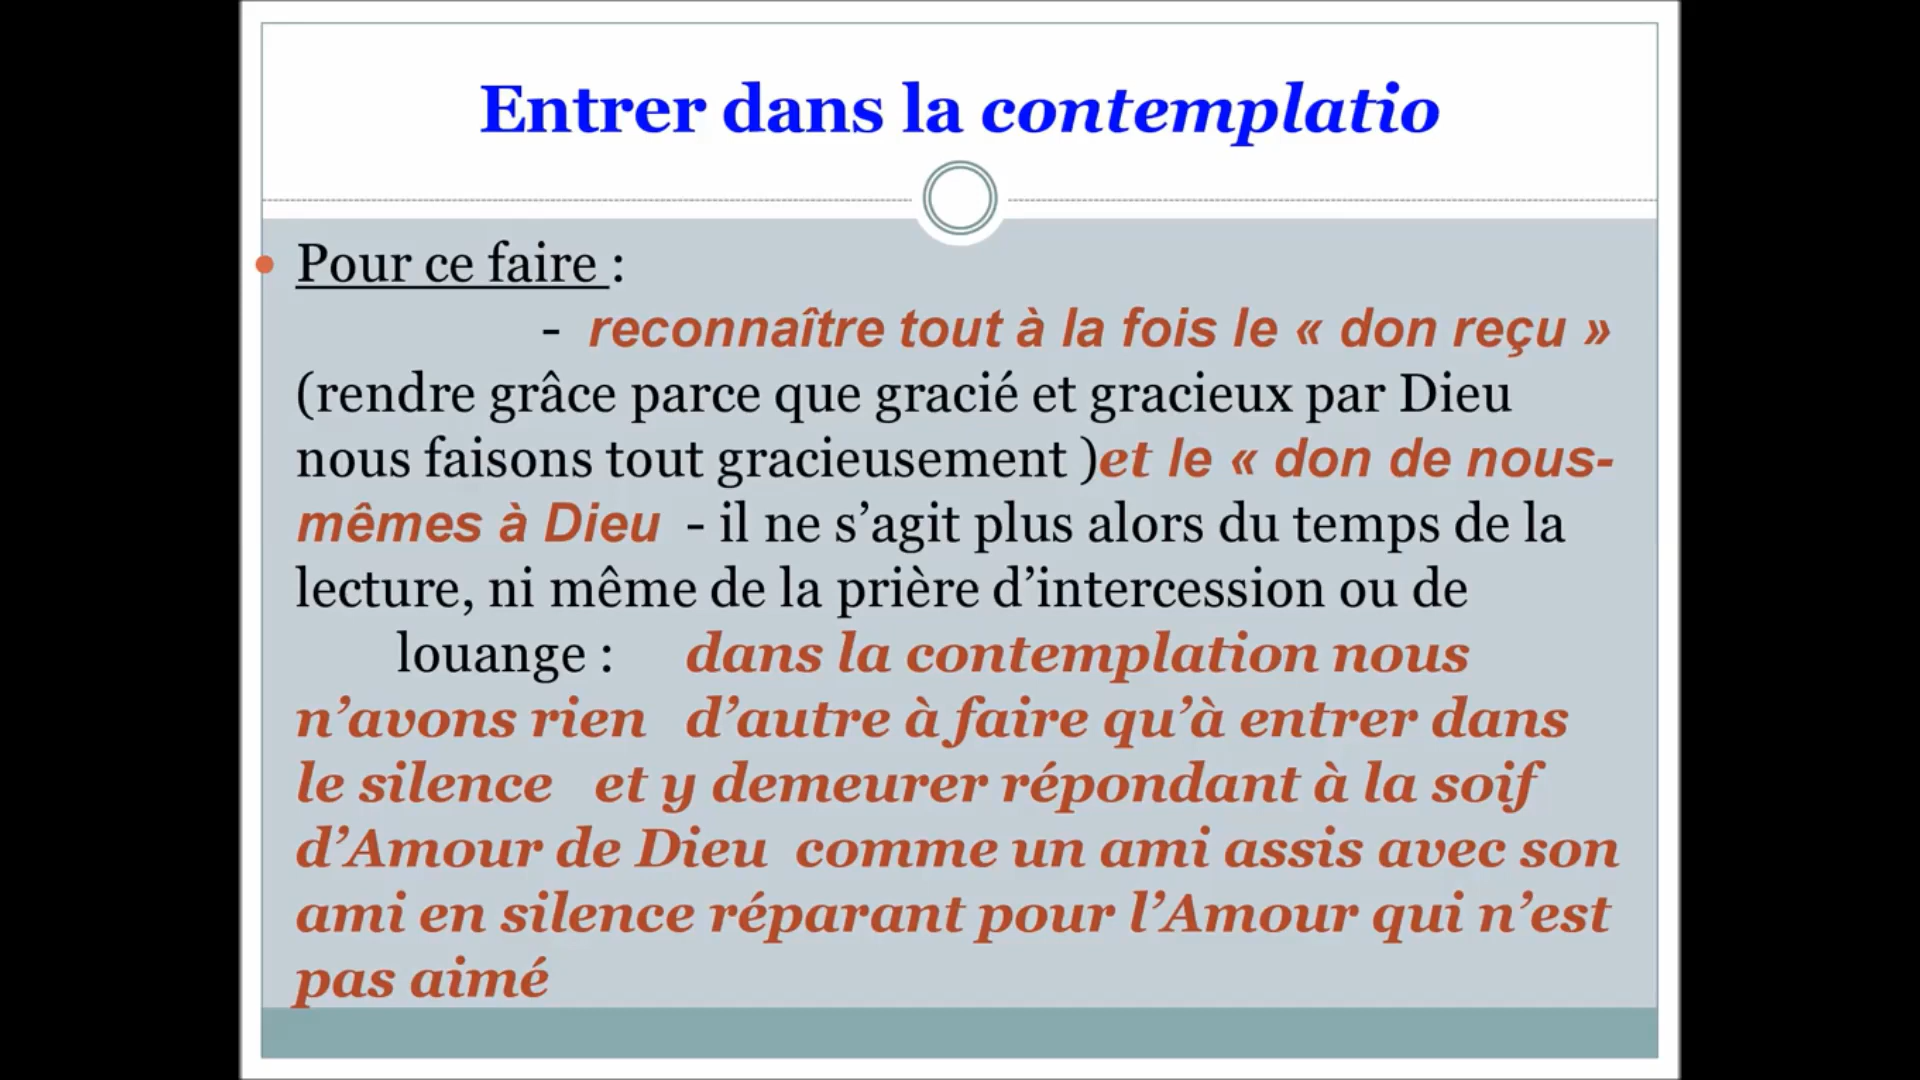 Entrer dans la contemplatio
Pour ce faire :
- reconnaître tout à la fois le « don reçu »
(rendre grâce parce que gracié et gracieux par Dieu
nous faisons tout gracieusement )et le « don de nous-
mêmes à Dieu - il ne s’agit plus alors du temps de la
lecture, ni même de la prière d’intercession ou de
louange : dans la contemplation nous
n’avons rien d’autre à faire qu’à entrer dans
le silence et y demeurer répondant à la soif
d’Amour de Dieu comme un ami assis avec son
ami en silence réparant pour l’Amour qui n’est
pas aimé